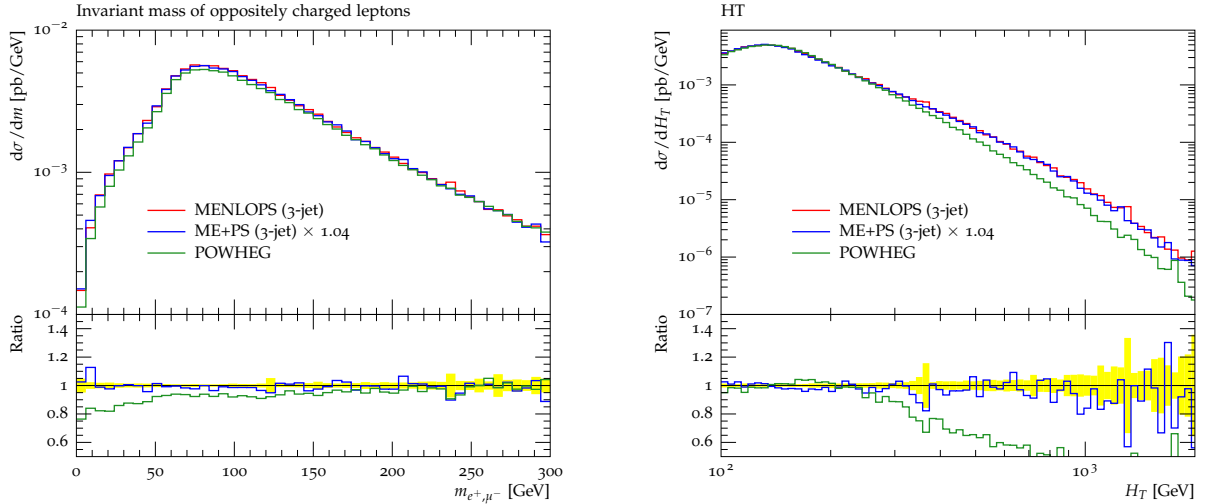 Invariant mass of oppositely charged leptons
dσ/dm [pb/GeV]
10⁻²
10⁻³
10⁻⁴
MENLOPS (3-jet)
ME+PS (3-jet) × 1.04
POWHEG
Ratio
1.4
1.2
1
0.8
0.6
0 50 100 150 200 250 300
m_{e⁺,μ⁻} [GeV]
HT
dσ/dH_T [pb/GeV]
10⁻³
10⁻⁴
10⁻⁵
10⁻⁶
10⁻⁷
MENLOPS (3-jet)
ME+PS (3-jet) × 1.04
POWHEG
Ratio
1.4
1.2
1
0.8
0.6
10² 10³
H_T [GeV]